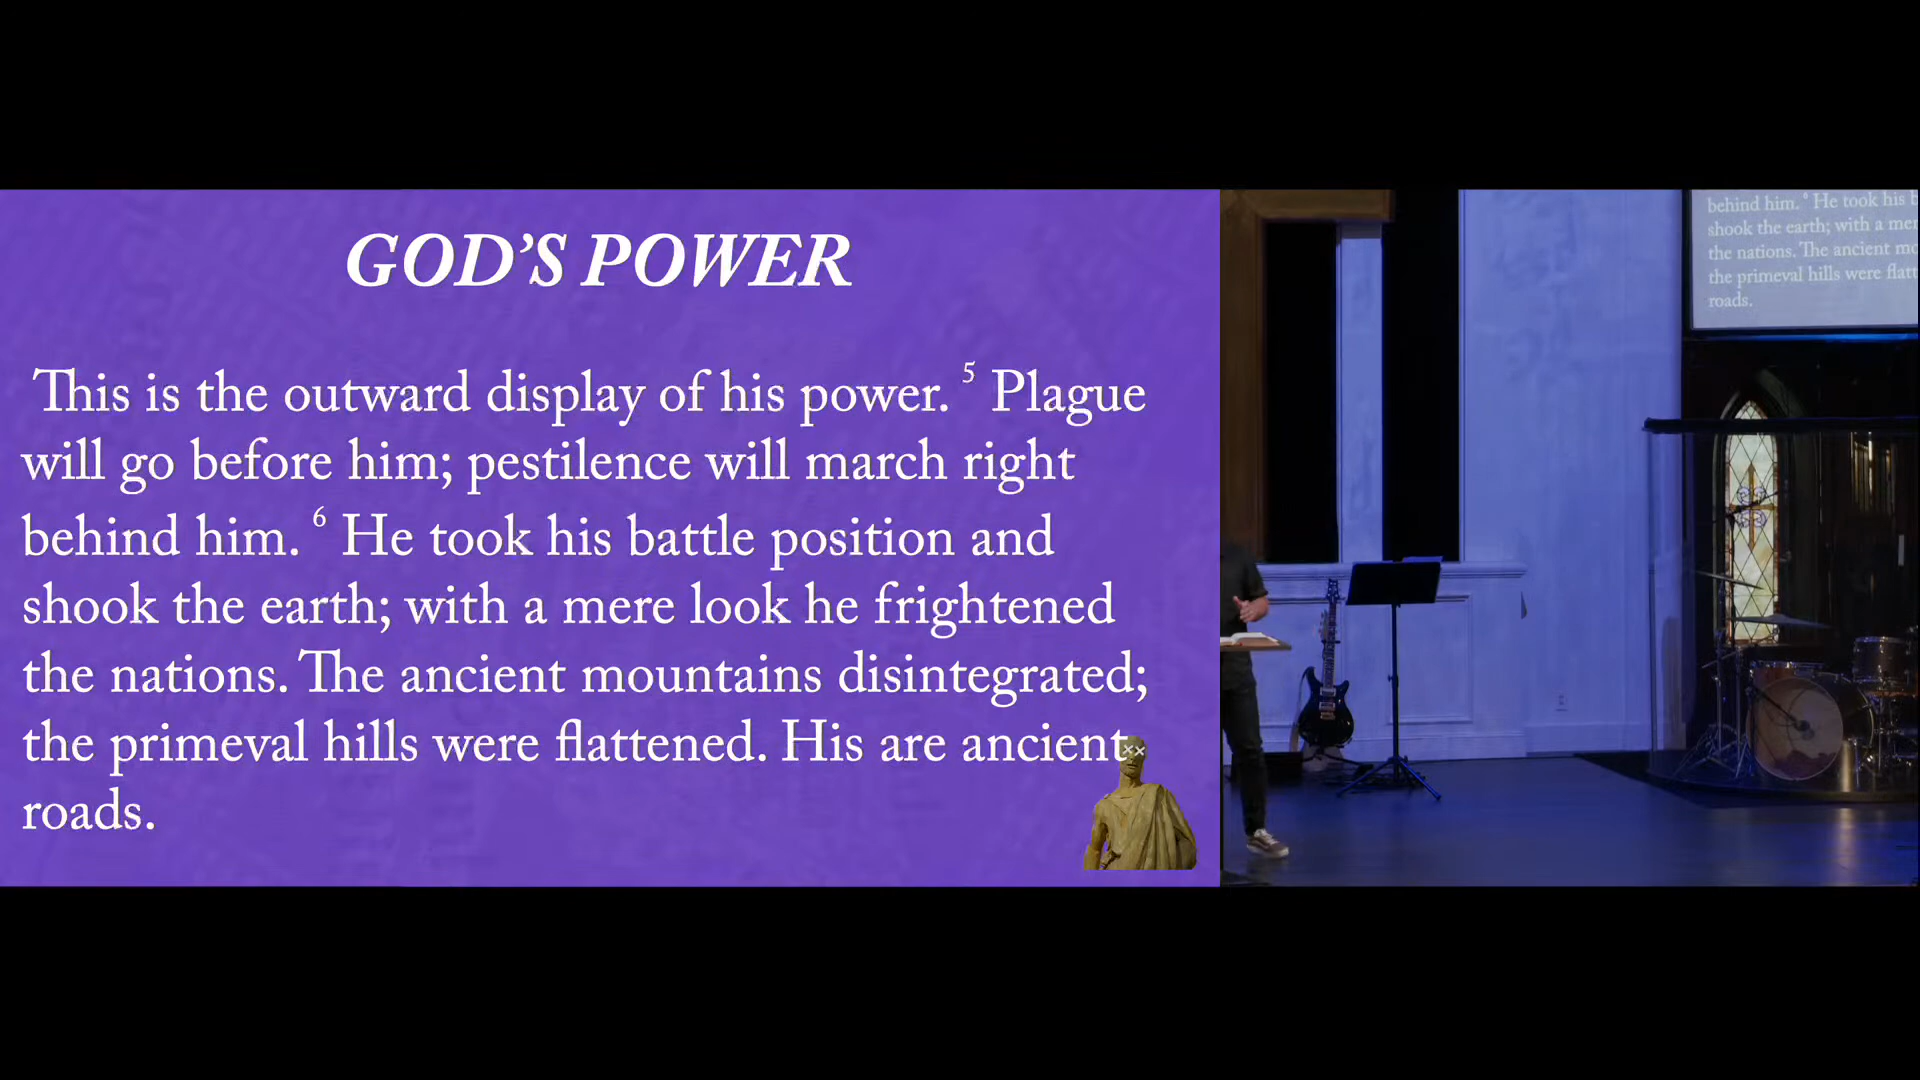 GOD’S POWER
This is the outward display of his power. 5 Plague
will go before him; pestilence will march right
behind him. 6 He took his battle position and
shook the earth; with a mere look he frightened
the nations. The ancient mountains disintegrated;
the primeval hills were flattened. His are ancient
roads.
behind him. 6 He took his
shook the earth; with a
the nations. The ancient
the primeval hills were
roads.